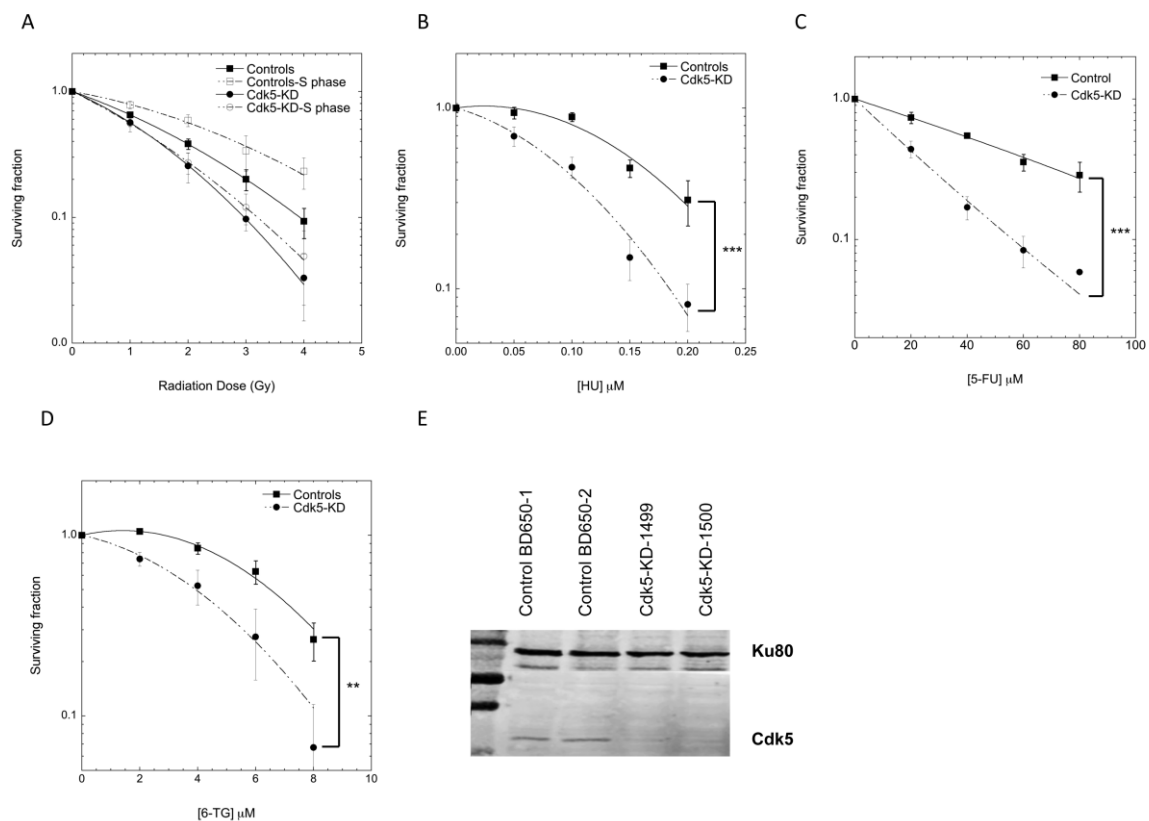 A
Controls
Controls-S phase
Cdk5-KD
Cdk5-KD-S phase
1.0
0.1
0.0
Surviving fraction
0 1 2 3 4 5
Radiation Dose (Gy)
B
Controls
Cdk5-KD
1.0
0.1
Surviving fraction
***
0.00 0.05 0.10 0.15 0.20 0.25
[HU] µM
C
Control
Cdk5-KD
1.0
0.1
Surviving fraction
***
0 20 40 60 80 100
[5-FU] µM
D
Controls
Cdk5-KD
1.0
0.1
Surviving fraction
**
0 2 4 6 8 10
[6-TG] µM
E
Control BD650-1
Control BD650-2
Cdk5-KD-1499
Cdk5-KD-1500
Ku80
Cdk5